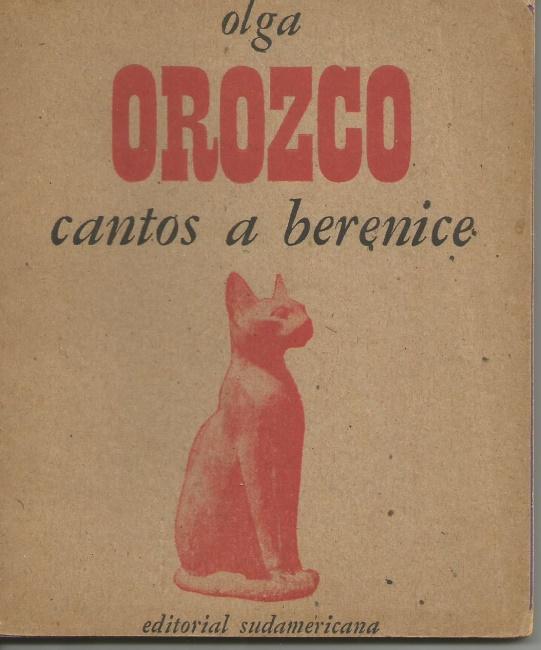 olga
OROZCO
cantos a berenice
editorial sudamericana